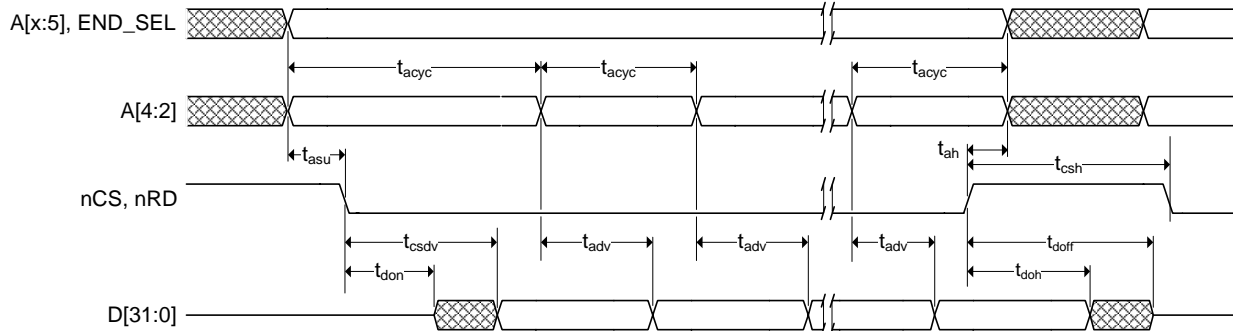 A[x:5], END_SEL
tacyc tacyc tacyc
A[4:2]
tasu tah tcsh
nCS, nRD
tcsdv tadv tadv tadv tdoff
tdon tdoh
D[31:0]